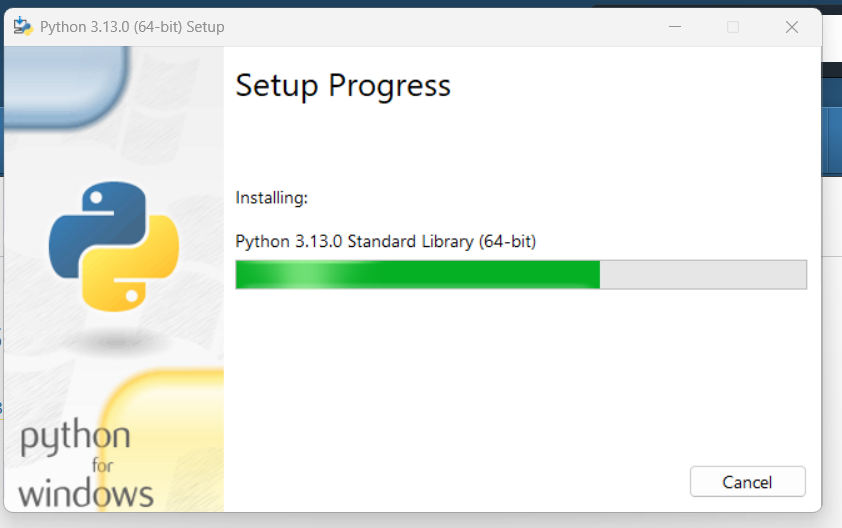 Python 3.13.0 (64-bit) Setup
Setup Progress
Installing:
Python 3.13.0 Standard Library (64-bit)
python
for
windows
Cancel